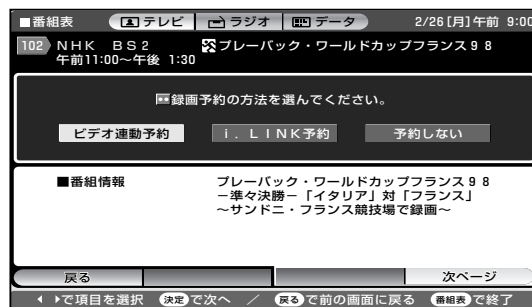 ■番組表 テレビ ラジオ データ 2/26[月]午前 9:00
102 NHK BS2 プレーバック・ワールドカップフランス98
午前11:00～午後 1:30
録画予約の方法を選んでください。
ビデオ連動予約 i.LINK予約 予約しない
■番組情報 プレーバック・ワールドカップフランス98
－準々決勝－「イタリア」対「フランス」
～サンドニ・フランス競技場で録画～
戻る 次ページ
で項目を選択 決定で次へ ／ 戻るで前の画面に戻る 番組表で終了